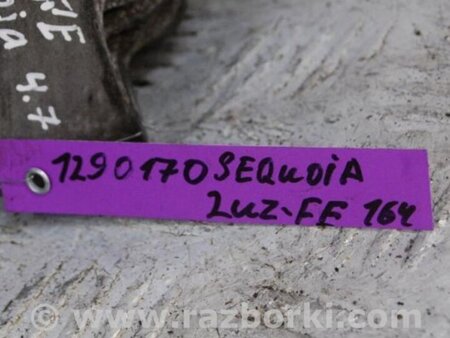 4.7
1290170 SEQUOIA
2UZ-FE 164
www.razborki.com